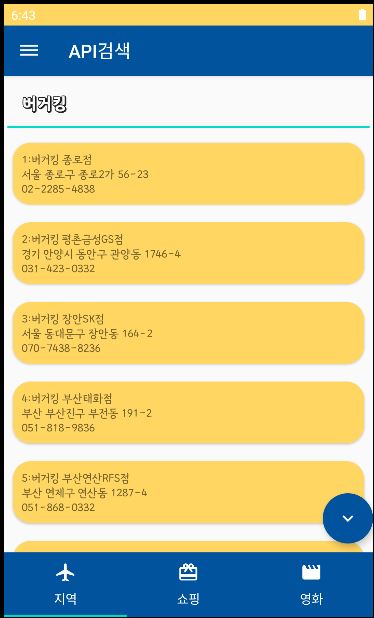 6:43
API검색
버거킹
1:버거킹 종로점
서울 종로구 종로2가 56-23
02-2285-4838
2:버거킹 평촌금성GS점
경기 안양시 동안구 관양동 1746-4
031-423-0332
3:버거킹 장안SK점
서울 동대문구 장안동 164-2
070-7438-8236
4:버거킹 부산태화점
부산 부산진구 부전동 191-2
051-818-9836
5:버거킹 부산연산RFS점
부산 연제구 연산동 1287-4
051-868-0332
지역
쇼핑
영화